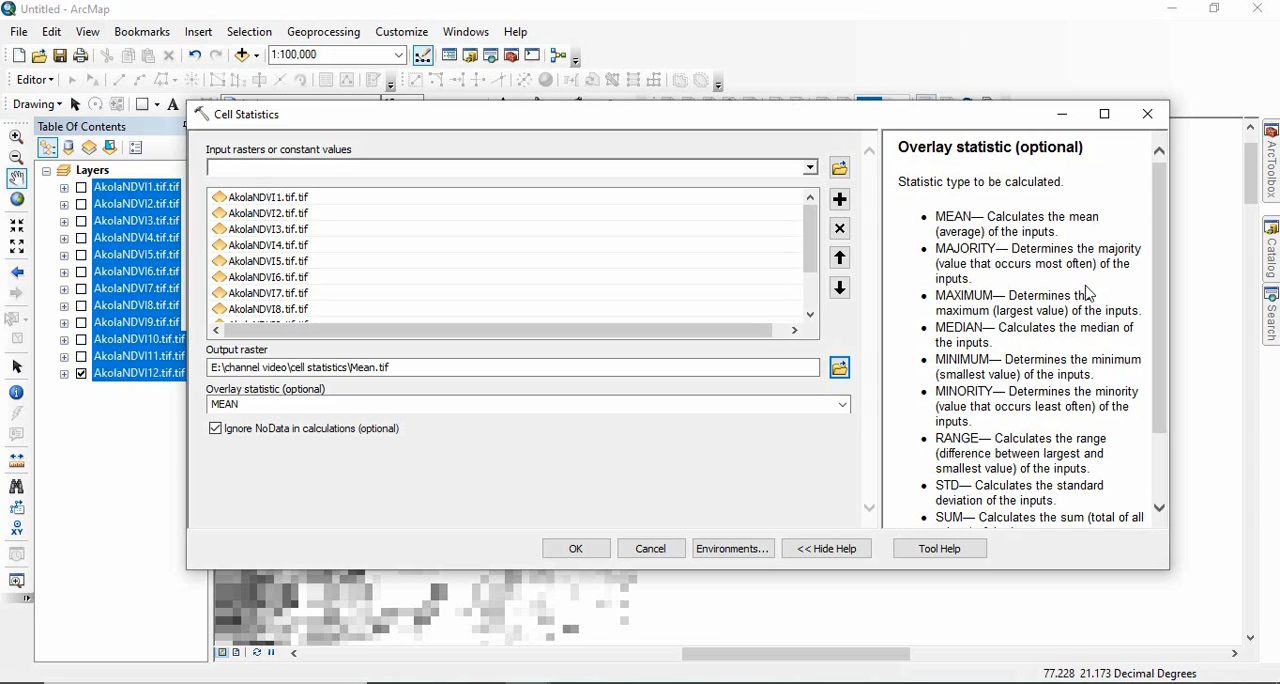 Untitled - ArcMap
File Edit View Bookmarks Insert Selection Geoprocessing Customize Windows Help
1:100,000
Editor
Drawing A
Table Of Contents
Layers
AkolaNDVI1.tif.tif
AkolaNDVI2.tif.tif
AkolaNDVI3.tif.tif
AkolaNDVI4.tif.tif
AkolaNDVI5.tif.tif
AkolaNDVI6.tif.tif
AkolaNDVI7.tif.tif
AkolaNDVI8.tif.tif
AkolaNDVI9.tif.tif
AkolaNDVI10.tif.tif
AkolaNDVI11.tif.tif
AkolaNDVI12.tif.tif
Cell Statistics
Input rasters or constant values
AkolaNDVI1.tif.tif
AkolaNDVI2.tif.tif
AkolaNDVI3.tif.tif
AkolaNDVI4.tif.tif
AkolaNDVI5.tif.tif
AkolaNDVI6.tif.tif
AkolaNDVI7.tif.tif
AkolaNDVI8.tif.tif
Output raster
E:\channel video\cell statistics\Mean.tif
Overlay statistic (optional)
MEAN
Ignore NoData in calculations (optional)
OK Cancel Environments... << Hide Help Tool Help
Overlay statistic (optional)
Statistic type to be calculated.
• MEAN— Calculates the mean
(average) of the inputs.
• MAJORITY— Determines the majority
(value that occurs most often) of the
inputs.
• MAXIMUM— Determines the
maximum (largest value) of the inputs.
• MEDIAN— Calculates the median of
the inputs.
• MINIMUM— Determines the minimum
(smallest value) of the inputs.
• MINORITY— Determines the minority
(value that occurs least often) of the
inputs.
• RANGE— Calculates the range
(difference between largest and
smallest value) of the inputs.
• STD— Calculates the standard
deviation of the inputs.
• SUM— Calculates the sum (total of all
ArcToolbox
Catalog
Search
77.228 21.173 Decimal Degrees